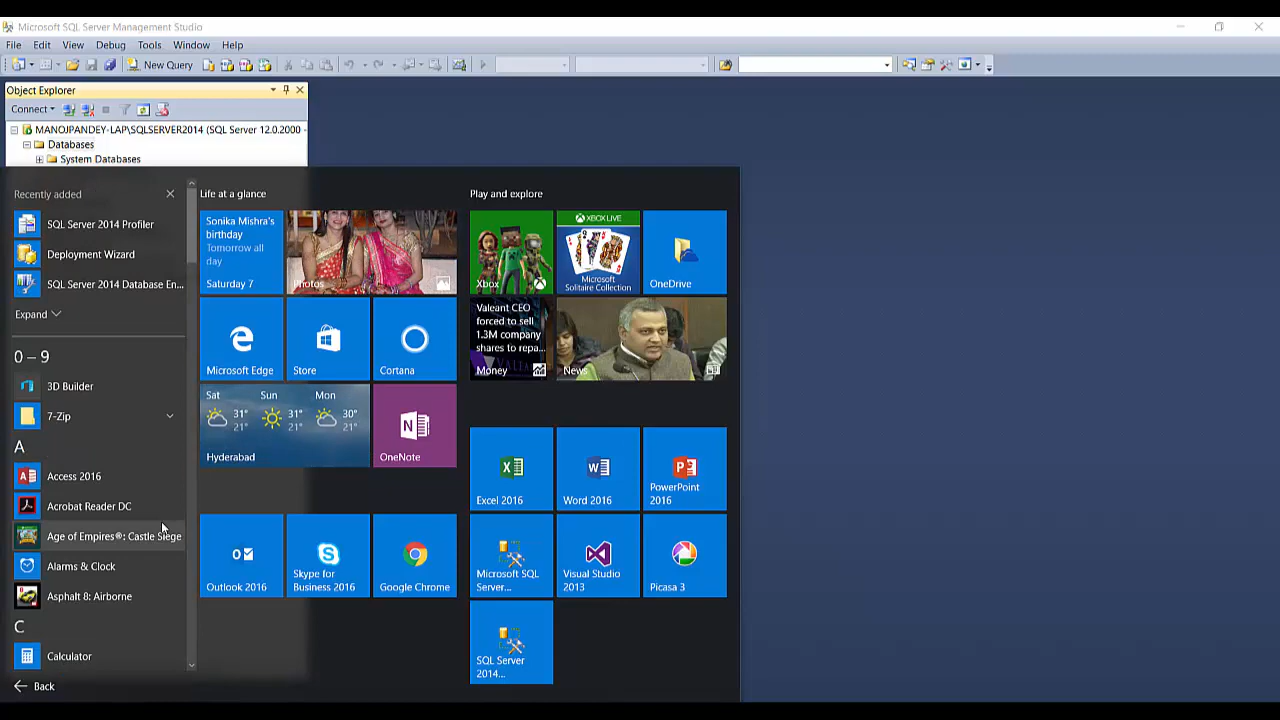 Microsoft SQL Server Management Studio
File Edit View Debug Tools Window Help
New Query
Object Explorer
Connect
MANOJPANDEY-LAP\SQLSERVER2014 (SQL Server 12.0.2000 -
Databases
System Databases
Recently added
SQL Server 2014 Profiler
Deployment Wizard
SQL Server 2014 Database En...
Expand
0 – 9
3D Builder
7-Zip
A
Access 2016
Acrobat Reader DC
Age of Empires®: Castle Siege
Alarms & Clock
Asphalt 8: Airborne
C
Calculator
Back
Life at a glance
Sonika Mishra's
birthday
Tomorrow all
day
Saturday 7
Photos
Microsoft Edge
Store
Cortana
Sat Sun Mon
31° 31° 30°
21° 21° 21°
Hyderabad
OneNote
Outlook 2016
Skype for
Business 2016
Google Chrome
Play and explore
Xbox
XBOX LIVE
Microsoft
Solitaire Collection
OneDrive
Valeant CEO
forced to sell
1.3M company
shares to repa...
Money
News
Excel 2016
Word 2016
PowerPoint
2016
Microsoft SQL
Server...
Visual Studio
2013
Picasa 3
SQL Server
2014...